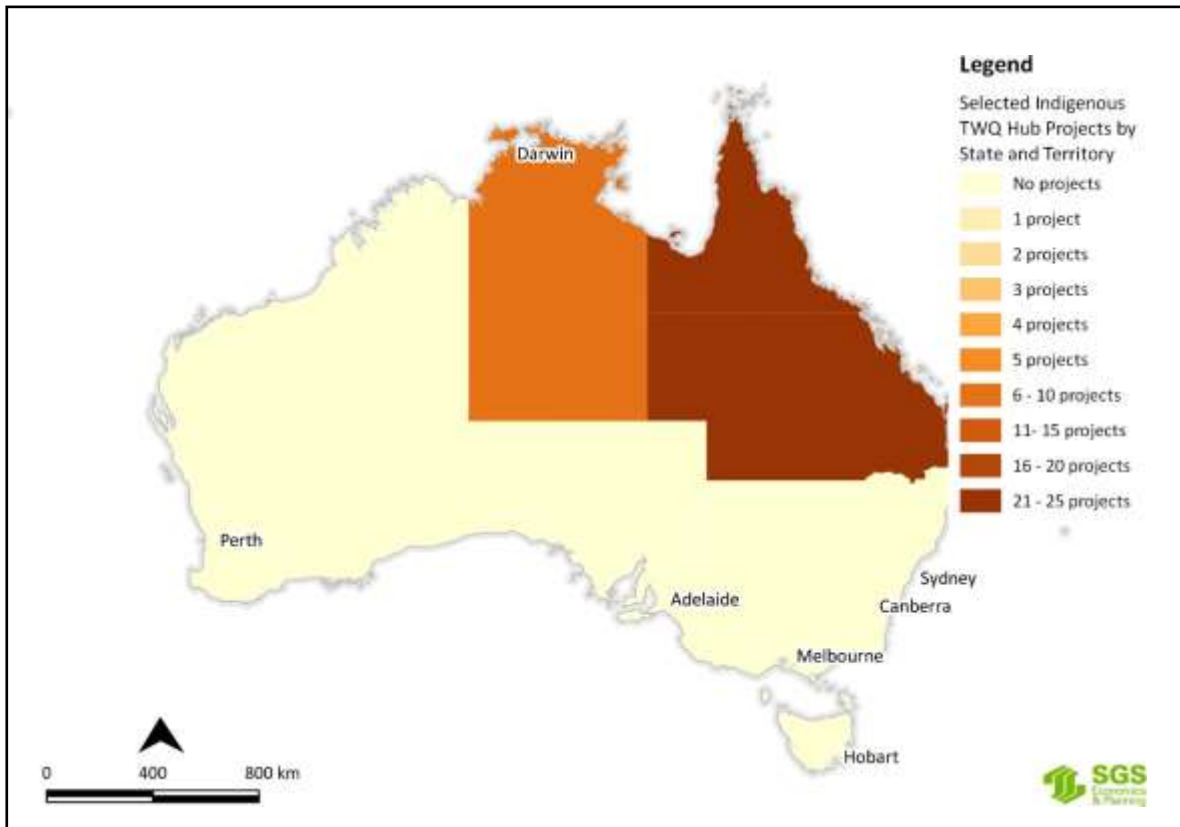 Legend
Selected Indigenous
TWQ Hub Projects by
State and Territory
No projects
1 project
2 projects
3 projects
4 projects
5 projects
6 - 10 projects
11- 15 projects
16 - 20 projects
21 - 25 projects
Darwin
Perth
Adelaide
Sydney
Canberra
Melbourne
Hobart
0 400 800 km
SGS
Economics
& Planning